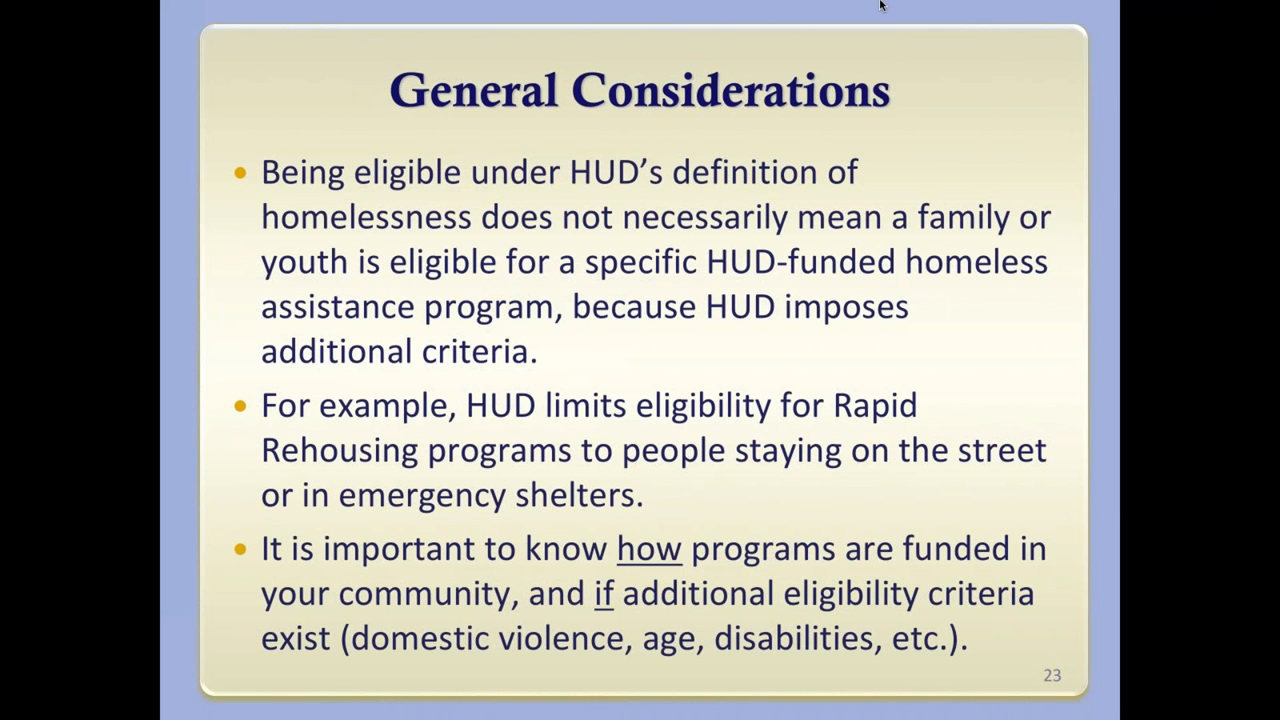 General Considerations
• Being eligible under HUD’s definition of
homelessness does not necessarily mean a family or
youth is eligible for a specific HUD-funded homeless
assistance program, because HUD imposes
additional criteria.
• For example, HUD limits eligibility for Rapid
Rehousing programs to people staying on the street
or in emergency shelters.
• It is important to know how programs are funded in
your community, and if additional eligibility criteria
exist (domestic violence, age, disabilities, etc.).
23